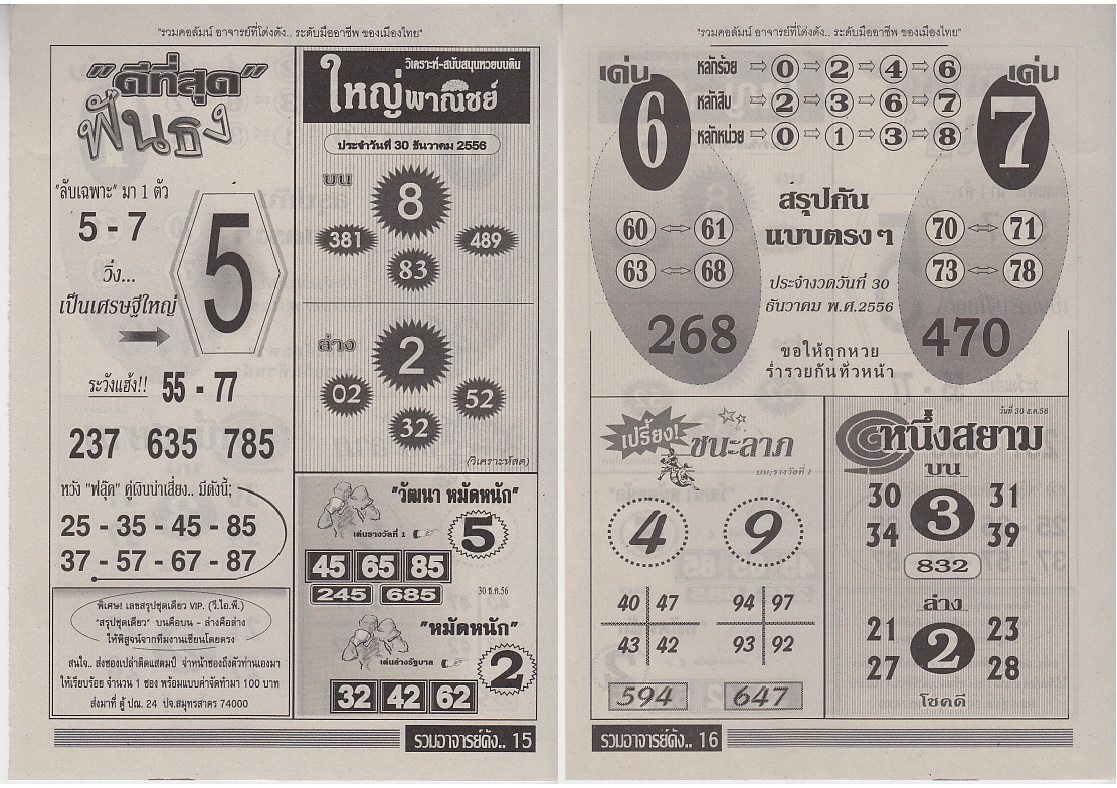 "รวมคอลัมน์ อาจารย์ที่โด่งดัง.. ระดับมืออาชีพ ของเมืองไทย"
"ดีที่สุด"
ฟันธง
"ลับเฉพาะ" มา 1 ตัว
5 - 7
5
วิ่ง...
เป็นเศรษฐีใหญ่
ระวังแฮ้ง!! 55 - 77
237 635 785
หวัง "ฟลุ๊ค" คู่เงินน่าเสี่ยง.. มีดังนี้;
25 - 35 - 45 - 85
37 - 57 - 67 - 87
พิเศษ! เลขสรุปชุดเดียว VIP. (วี.ไอ.พี.)
"สรุปชุดเดียว" บนคือบน - ล่างคือล่าง
ให้พิสูจน์จากทีมงานเซียนโดยตรง
สนใจ.. ส่งซองเปล่าติดแสตมป์ จ่าหน้าซองถึงตัวท่านเองมา
ให้เรียบร้อย จำนวน 1 ซอง พร้อมแนบค่าจัดทำมา 100 บาท
ส่งมาที่ ตู้ ปณ. 24 ปจ.สมุทรสาคร 74000
วิเคราะห์-สนับสนุนหวยบนดิน
ใหญ่พาณิชย์
ประจำวันที่ 30 ธันวาคม 2556
บน
8
381 489
83
ล่าง
2
02 52
32
(วิเคราะห์สด)
"วัฒนา หมัดหนัก"
เด่นรางวัลที่ 1
5
45 65 85
245 685
30 ธ.ค.56
"หมัดหนัก"
เด่นล่างรัฐบาล
2
32 42 62
รวมอาจารย์ดัง.. 15
"รวมคอลัมน์ อาจารย์ที่โด่งดัง.. ระดับมืออาชีพ ของเมืองไทย"
เด่น
6
หลักร้อย ⇨ 0 ⇨ 2 ⇨ 4 ⇨ 6
หลักสิบ ⇨ 2 ⇨ 3 ⇨ 6 ⇨ 7
หลักหน่วย ⇨ 0 ⇨ 1 ⇨ 3 ⇨ 8
เด่น
7
60 ⇔ 61
63 ⇔ 68
268
สรุปกัน
แบบตรงๆ
ประจำงวดวันที่ 30
ธันวาคม พ.ศ.2556
ขอให้ถูกหวย
ร่ำรวยกันทั่วหน้า
70 ⇔ 71
73 ⇔ 78
470
เปรี้ยง!
ชนะลาภ
บน;รางวัลที่ 1
4 9
40 47 94 97
43 42 93 92
594 647
วันที่ 30 ธ.ค.56
หนึ่งสยาม
บน
30 31
3
34 39
832
ล่าง
21 23
2
27 28
โชคดี
รวมอาจารย์ดัง.. 16